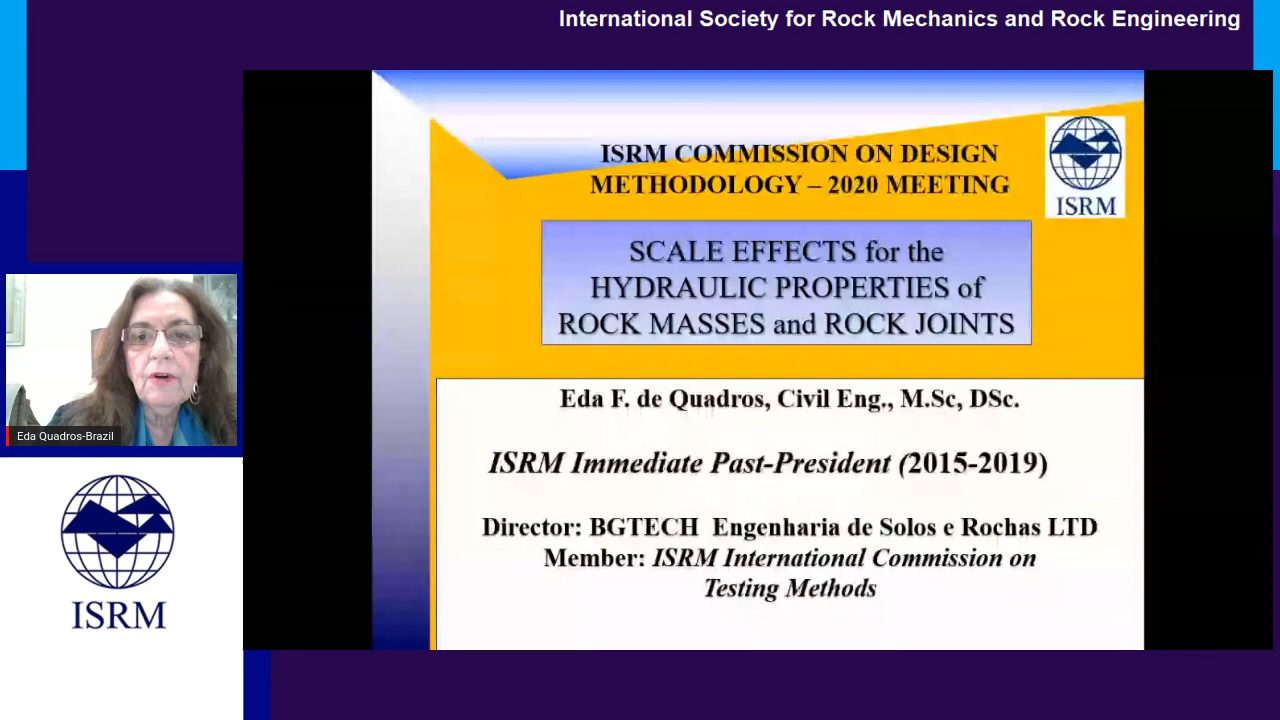 International Society for Rock Mechanics and Rock Engineering
ISRM COMMISSION ON DESIGN
METHODOLOGY – 2020 MEETING
ISRM
SCALE EFFECTS for the
HYDRAULIC PROPERTIES of
ROCK MASSES and ROCK JOINTS
Eda F. de Quadros, Civil Eng., M.Sc, DSc.
ISRM Immediate Past-President (2015-2019)
Director: BGTECH Engenharia de Solos e Rochas LTD
Member: ISRM International Commission on
Testing Methods
Eda Quadros-Brazil
ISRM